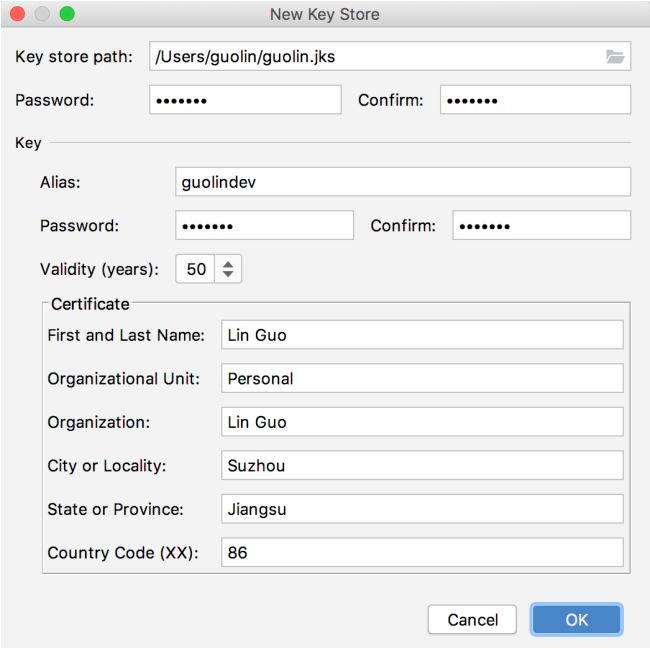 New Key Store
Key store path: /Users/guolin/guolin.jks
Password: ••••••• Confirm: •••••••
Key
Alias: guolindev
Password: ••••••• Confirm: •••••••
Validity (years): 50
Certificate
First and Last Name: Lin Guo
Organizational Unit: Personal
Organization: Lin Guo
City or Locality: Suzhou
State or Province: Jiangsu
Country Code (XX): 86
Cancel OK